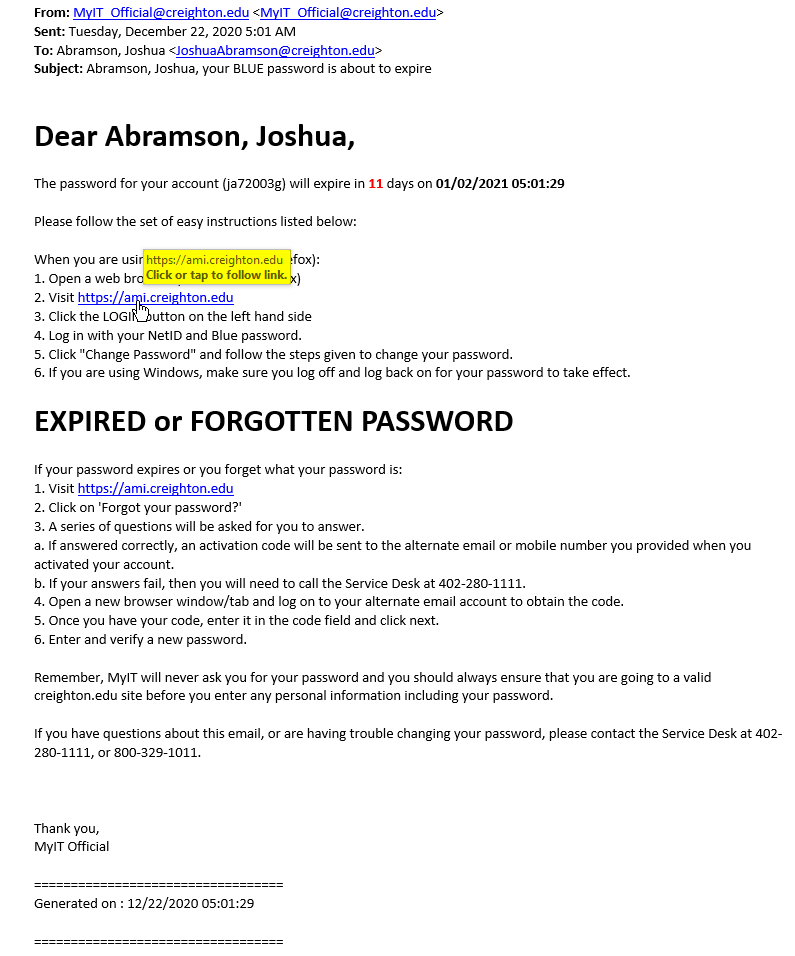 From: MyIT_Official@creighton.edu <MyIT_Official@creighton.edu>
Sent: Tuesday, December 22, 2020 5:01 AM
To: Abramson, Joshua <JoshuaAbramson@creighton.edu>
Subject: Abramson, Joshua, your BLUE password is about to expire
Dear Abramson, Joshua,
The password for your account (ja72003g) will expire in 11 days on 01/02/2021 05:01:29
Please follow the set of easy instructions listed below:
When you are
https://ami.creighton.edu
Click or tap to follow link.
1. Open a web
2. Visit https://ami.creighton.edu
3. Click the LOGIN button on the left hand side
4. Log in with your NetID and Blue password.
5. Click "Change Password" and follow the steps given to change your password.
6. If you are using Windows, make sure you log off and log back on for your password to take effect.
EXPIRED or FORGOTTEN PASSWORD
If your password expires or you forget what your password is:
1. Visit https://ami.creighton.edu
2. Click on 'Forgot your password?'
3. A series of questions will be asked for you to answer.
a. If answered correctly, an activation code will be sent to the alternate email or mobile number you provided when you
activated your account.
b. If your answers fail, then you will need to call the Service Desk at 402-280-1111.
4. Open a new browser window/tab and log on to your alternate email account to obtain the code.
5. Once you have your code, enter it in the code field and click next.
6. Enter and verify a new password.
Remember, MyIT will never ask you for your password and you should always ensure that you are going to a valid
creighton.edu site before you enter any personal information including your password.
If you have questions about this email, or are having trouble changing your password, please contact the Service Desk at 402-
280-1111, or 800-329-1011.
Thank you,
MyIT Official
==================================
Generated on : 12/22/2020 05:01:29
==================================